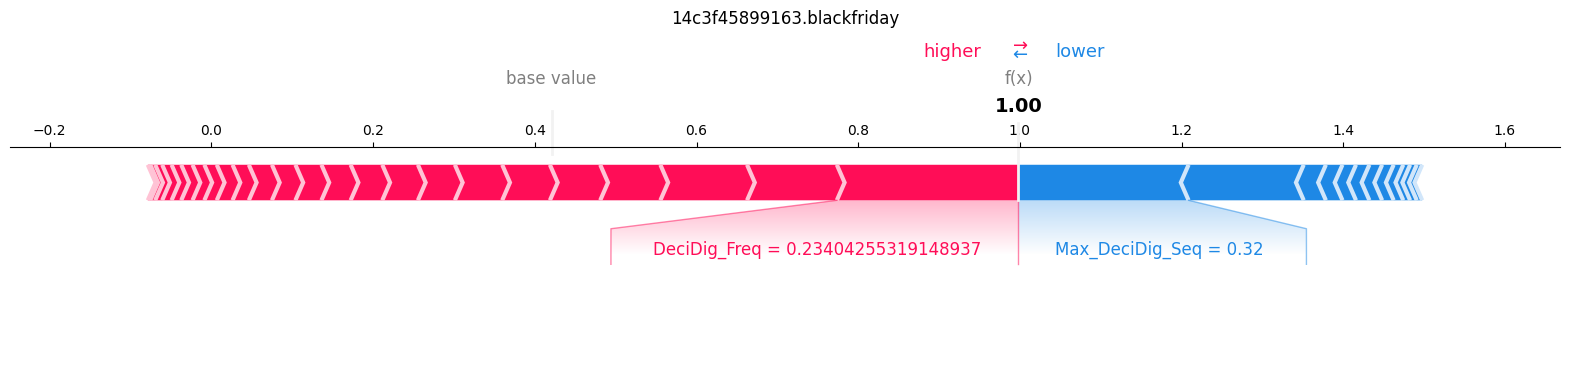 14c3f45899163.blackfriday
higher ⇄ lower
base value f(x)
1.00
−0.2 0.0 0.2 0.4 0.6 0.8 1.0 1.2 1.4 1.6
DeciDig_Freq = 0.23404255319148937 Max_DeciDig_Seq = 0.32